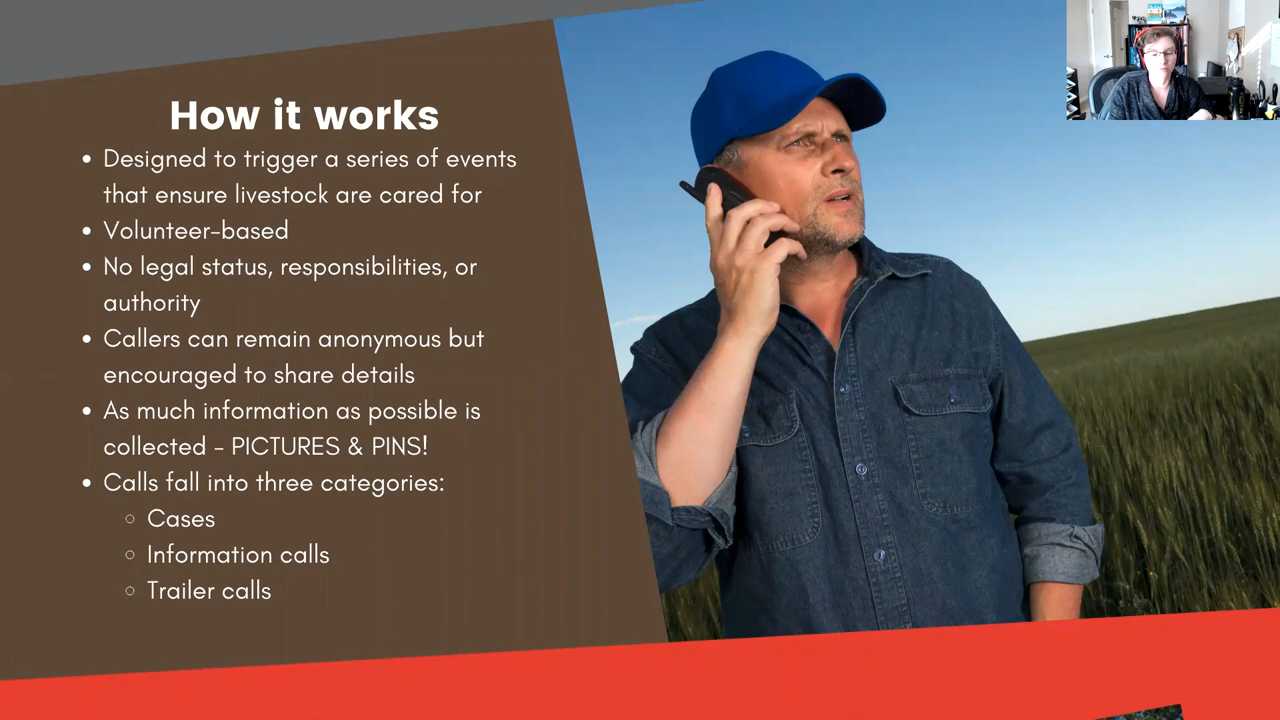 How it works
• Designed to trigger a series of events
that ensure livestock are cared for
• Volunteer-based
• No legal status, responsibilities, or
authority
• Callers can remain anonymous but
encouraged to share details
• As much information as possible is
collected - PICTURES & PINS!
• Calls fall into three categories:
○ Cases
○ Information calls
○ Trailer calls